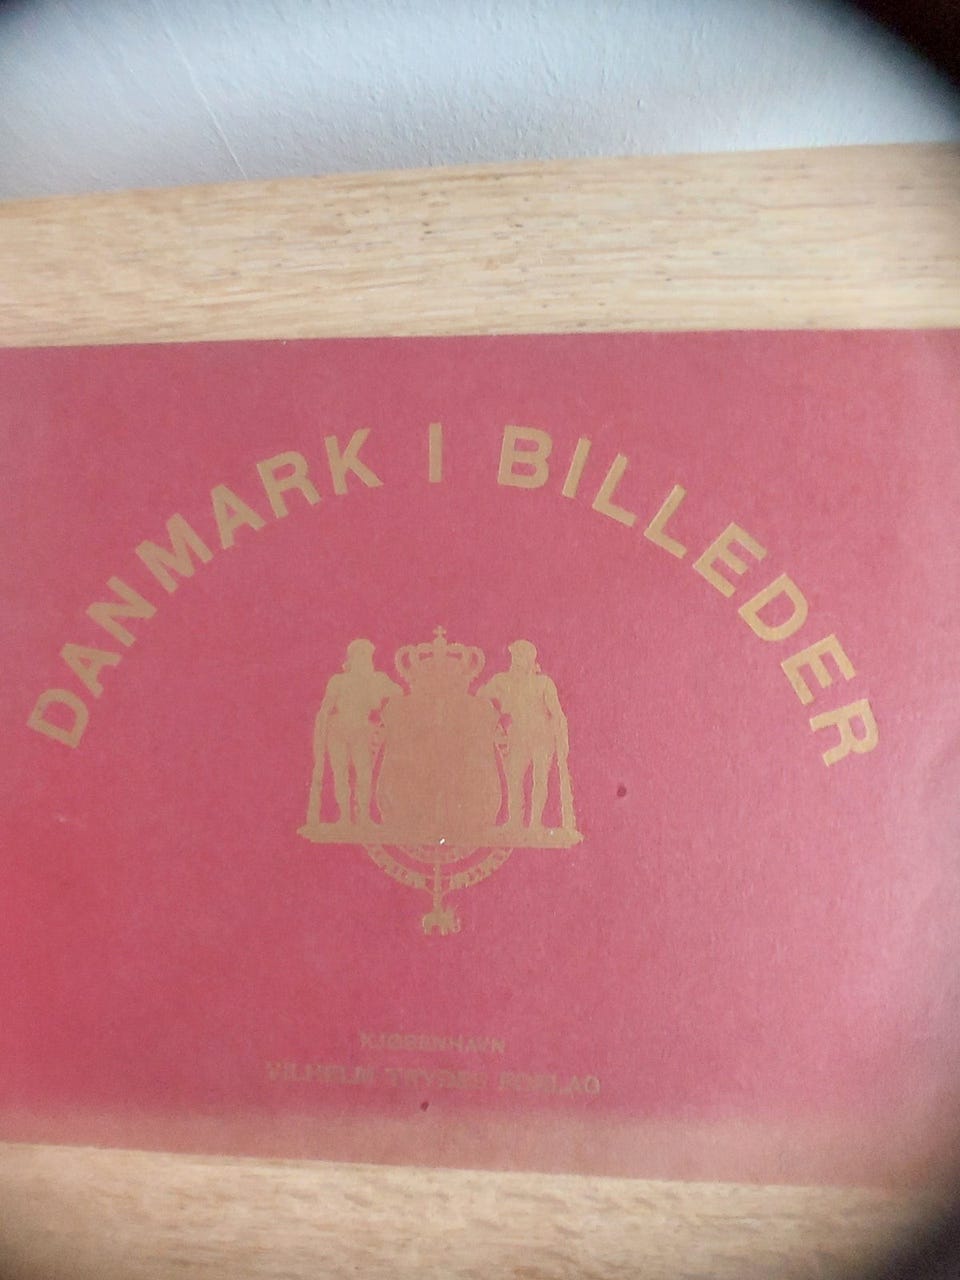 DANMARK I BILLEDER
KJØBENHAVN
VILHELM TRYDES FORLAG